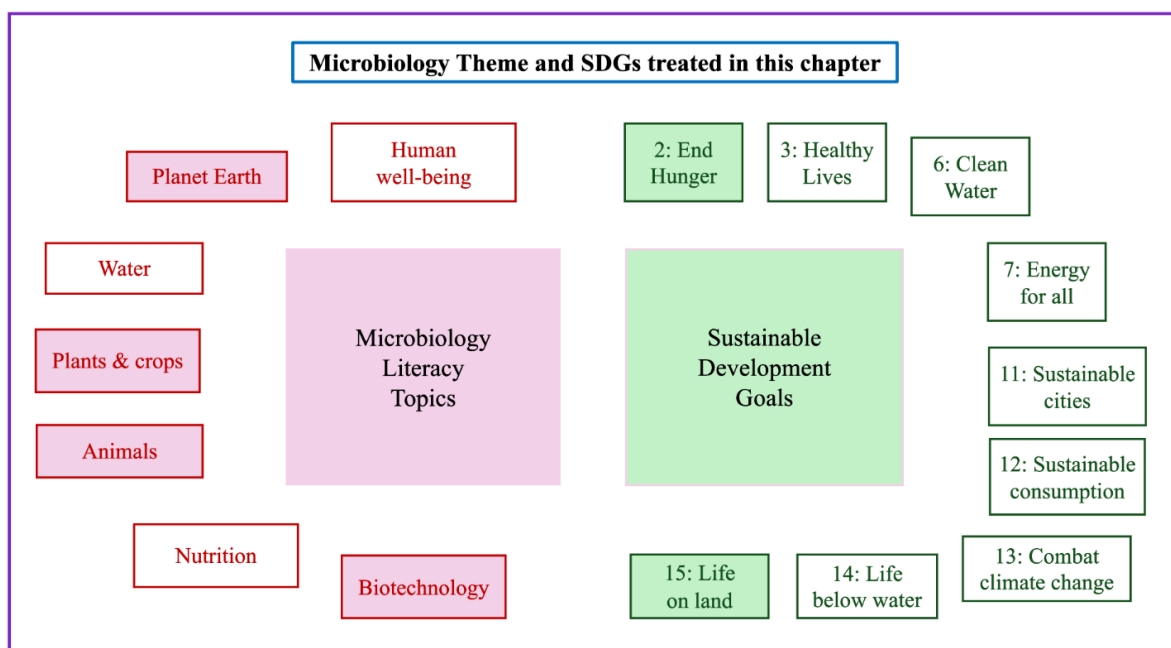 Microbiology Theme and SDGs treated in this chapter
Human
well-being
Planet Earth
Water
Plants & crops
Animals
Nutrition
Biotechnology
Microbiology
Literacy
Topics
Sustainable
Development
Goals
2: End
Hunger
3: Healthy
Lives
6: Clean
Water
7: Energy
for all
11: Sustainable
cities
12: Sustainable
consumption
13: Combat
climate change
14: Life
below water
15: Life
on land